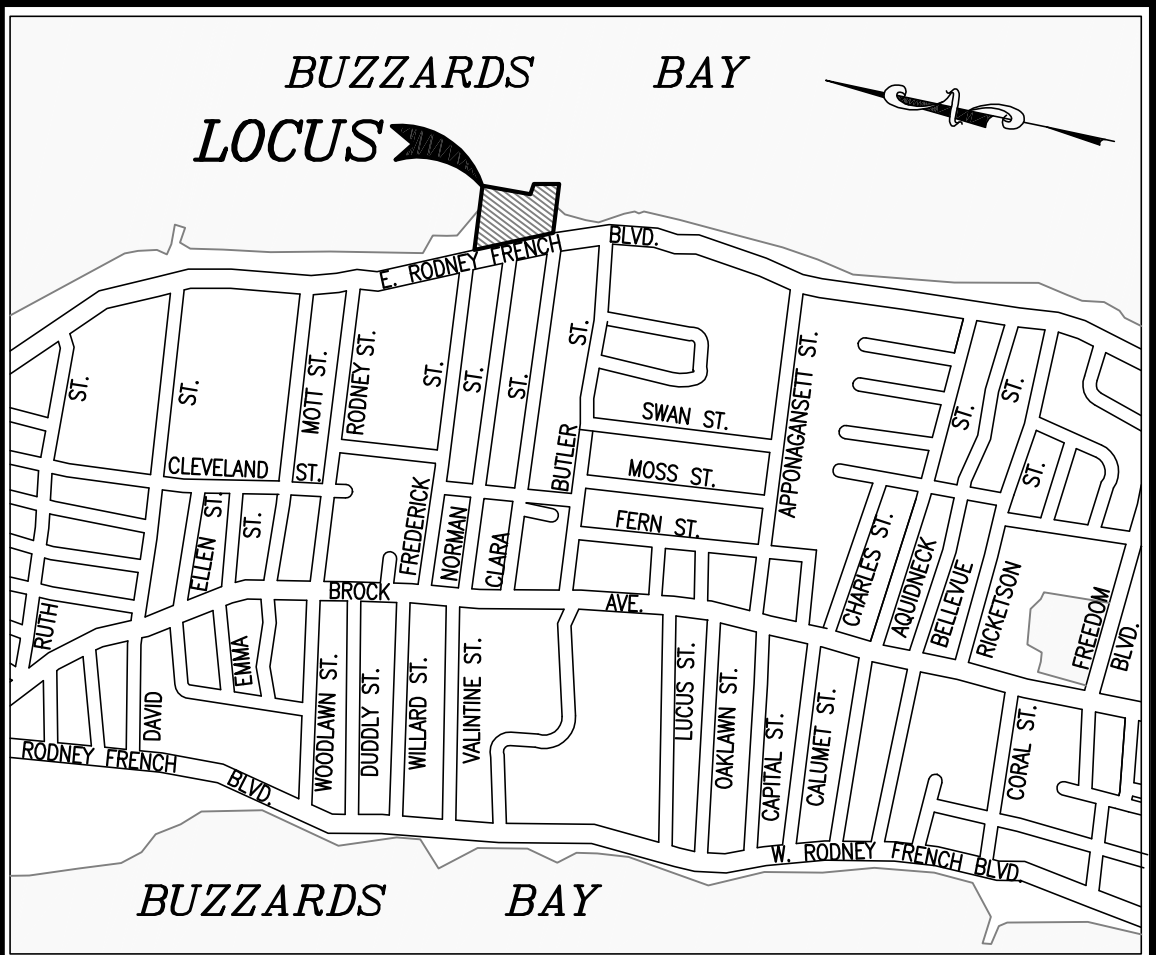 BUZZARDS BAY
LOCUS
E. RODNEY FRENCH BLVD.
ST.
ST.
MOTT ST.
RODNEY ST.
ST.
ST.
ST.
ST.
BUTLER
SWAN ST.
MOSS ST.
FERN ST.
APPONAGANSETT ST.
ST.
ST.
ST.
CLEVELAND ST.
ELLEN ST.
ST.
FREDERICK
NORMAN
CLARA
BROCK AVE.
CHARLES ST.
AQUIDNECK
BELLEVUE
RICKETSON
FREEDOM
BLVD.
RUTH
EMMA
DAVID
WOODLAWN ST.
DUDDLY ST.
WILLARD ST.
VALINTINE ST.
LUCUS ST.
OAKLAWN ST.
CAPITAL ST.
CALUMET ST.
CORAL ST.
RODNEY FRENCH BLVD.
W. RODNEY FRENCH BLVD.
BUZZARDS BAY